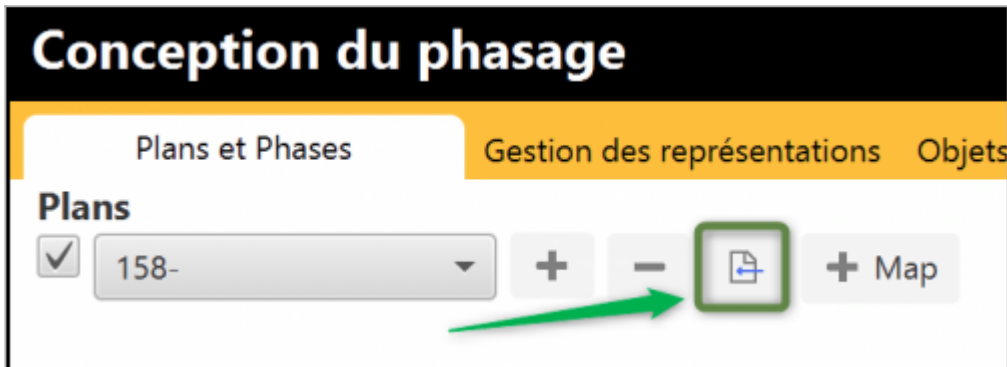 Conception du phasage
Plans et Phases Gestion des représentations Objets
Plans
158- + Map